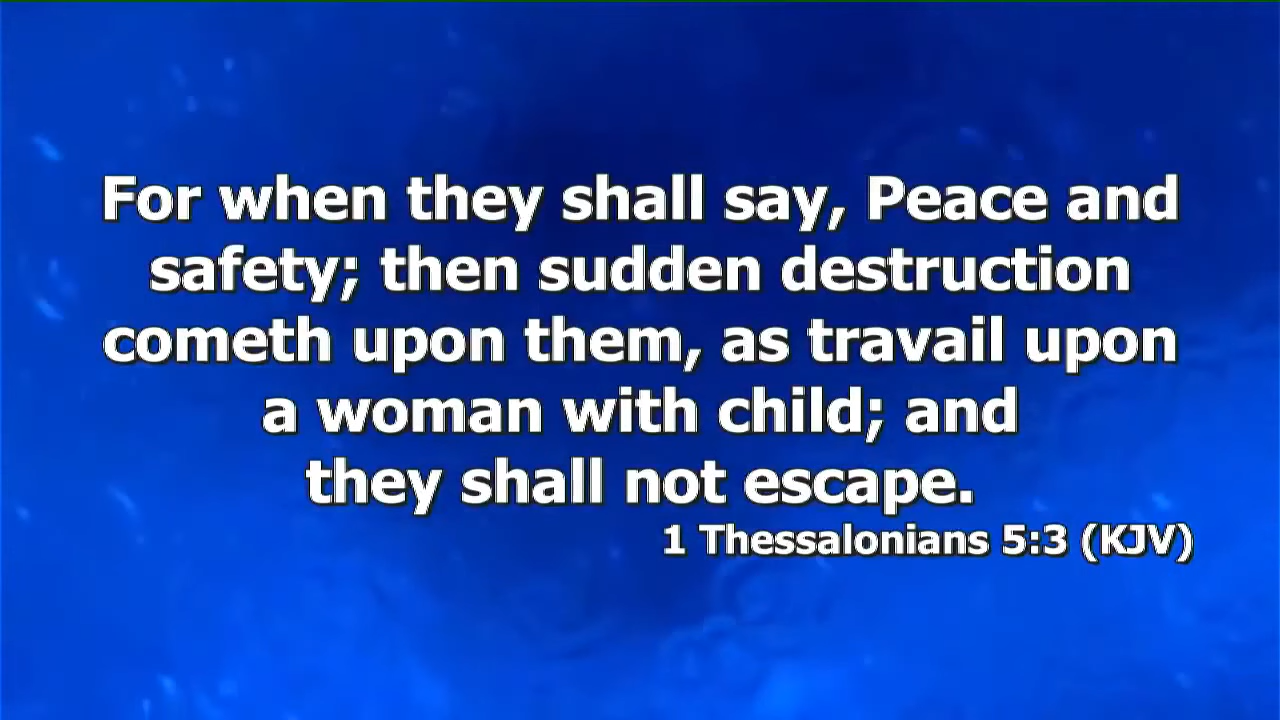 For when they shall say, Peace and
safety; then sudden destruction
cometh upon them, as travail upon
a woman with child; and
they shall not escape.
1 Thessalonians 5:3 (KJV)